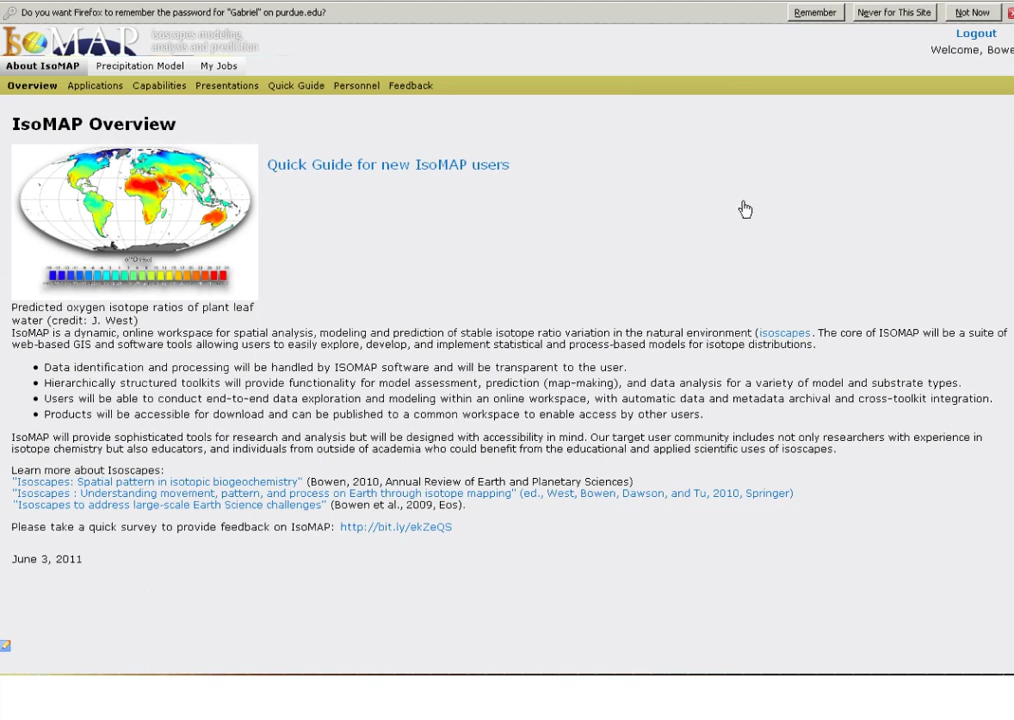 Do you want Firefox to remember the password for "Gabriel" on purdue.edu?
Remember
Never for This Site
Not Now
IsoMAP
isoscapes modeling,
analysis and prediction
Logout
Welcome, Bowe
About IsoMAP
Precipitation Model
My Jobs
Overview
Applications
Capabilities
Presentations
Quick Guide
Personnel
Feedback
IsoMAP Overview
Quick Guide for new IsoMAP users
Predicted oxygen isotope ratios of plant leaf
water (credit: J. West)
IsoMAP is a dynamic, online workspace for spatial analysis, modeling and prediction of stable isotope ratio variation in the natural environment (isoscapes. The core of ISOMAP will be a suite of
web-based GIS and software tools allowing users to easily explore, develop, and implement statistical and process-based models for isotope distributions.
• Data identification and processing will be handled by ISOMAP software and will be transparent to the user.
• Hierarchically structured toolkits will provide functionality for model assessment, prediction (map-making), and data analysis for a variety of model and substrate types.
• Users will be able to conduct end-to-end data exploration and modeling within an online workspace, with automatic data and metadata archival and cross-toolkit integration.
• Products will be accessible for download and can be published to a common workspace to enable access by other users.
IsoMAP will provide sophisticated tools for research and analysis but will be designed with accessibility in mind. Our target user community includes not only researchers with experience in
isotope chemistry but also educators, and individuals from outside of academia who could benefit from the educational and applied scientific uses of isoscapes.
Learn more about Isoscapes:
"Isoscapes: Spatial pattern in isotopic biogeochemistry" (Bowen, 2010, Annual Review of Earth and Planetary Sciences)
"Isoscapes : Understanding movement, pattern, and process on Earth through isotope mapping" (ed., West, Bowen, Dawson, and Tu, 2010, Springer)
"Isoscapes to address large-scale Earth Science challenges" (Bowen et al., 2009, Eos).
Please take a quick survey to provide feedback on IsoMAP: http://bit.ly/ekZeQS
June 3, 2011